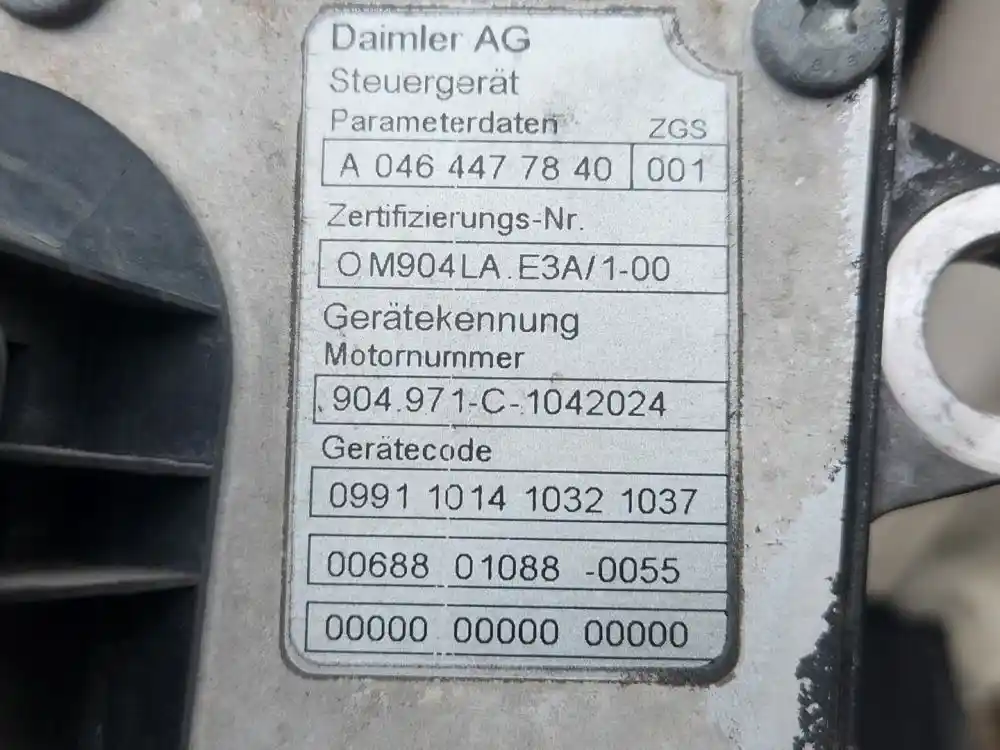 Daimler AG
Steuergerät
Parameterdaten ZGS
A 046 447 78 40 001
Zertifizierungs-Nr.
OM904LA.E3A/1-00
Gerätekennung
Motornummer
904.971-C-1042024
Gerätecode
0991 1014 1032 1037
00688 01088 -0055
00000 00000 00000